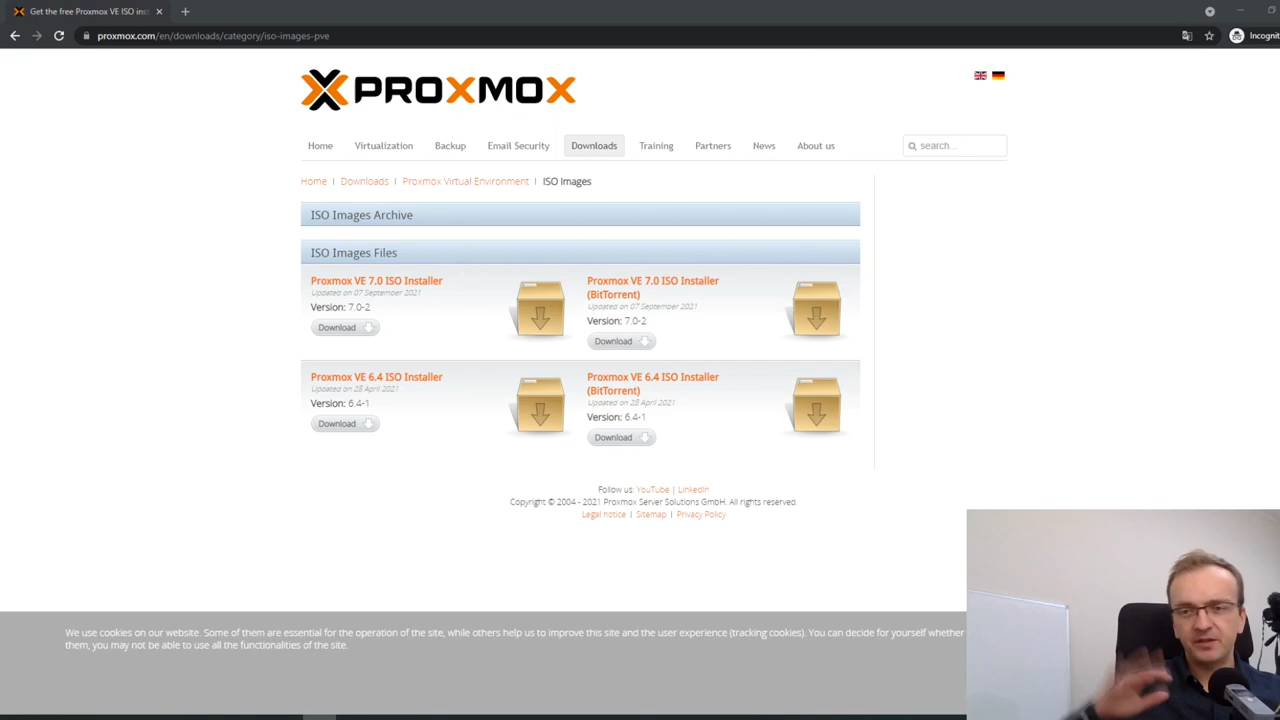 Get the free Proxmox VE ISO inst
proxmox.com/en/downloads/category/iso-images-pve
Incognit
PROXMOX
Home Virtualization Backup Email Security Downloads Training Partners News About us search...
Home | Downloads | Proxmox Virtual Environment | ISO Images
ISO Images Archive
ISO Images Files
Proxmox VE 7.0 ISO Installer
Updated on 07 September 2021
Version: 7.0-2
Download
Proxmox VE 7.0 ISO Installer
(BitTorrent)
Updated on 07 September 2021
Version: 7.0-2
Download
Proxmox VE 6.4 ISO Installer
Updated on 28 April 2021
Version: 6.4-1
Download
Proxmox VE 6.4 ISO Installer
(BitTorrent)
Updated on 28 April 2021
Version: 6.4-1
Download
Follow us: YouTube | LinkedIn
Copyright © 2004 - 2021 Proxmox Server Solutions GmbH. All rights reserved.
Legal notice | Sitemap | Privacy Policy
We use cookies on our website. Some of them are essential for the operation of the site, while others help us to improve this site and the user experience (tracking cookies). You can decide for yourself whether
them, you may not be able to use all the functionalities of the site.